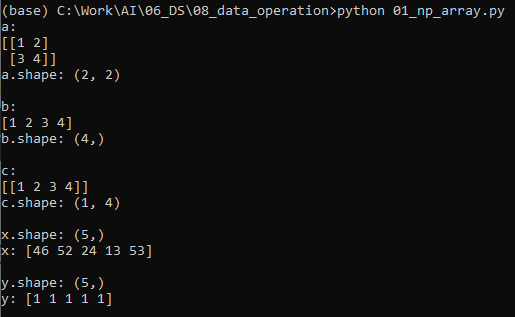 (base) C:\Work\AI\06_DS\08_data_operation>python 01_np_array.py
a:
[[1 2]
 [3 4]]
a.shape: (2, 2)

b:
[1 2 3 4]
b.shape: (4,)

c:
[[1 2 3 4]]
c.shape: (1, 4)

x.shape: (5,)
x: [46 52 24 13 53]

y.shape: (5,)
y: [1 1 1 1 1]